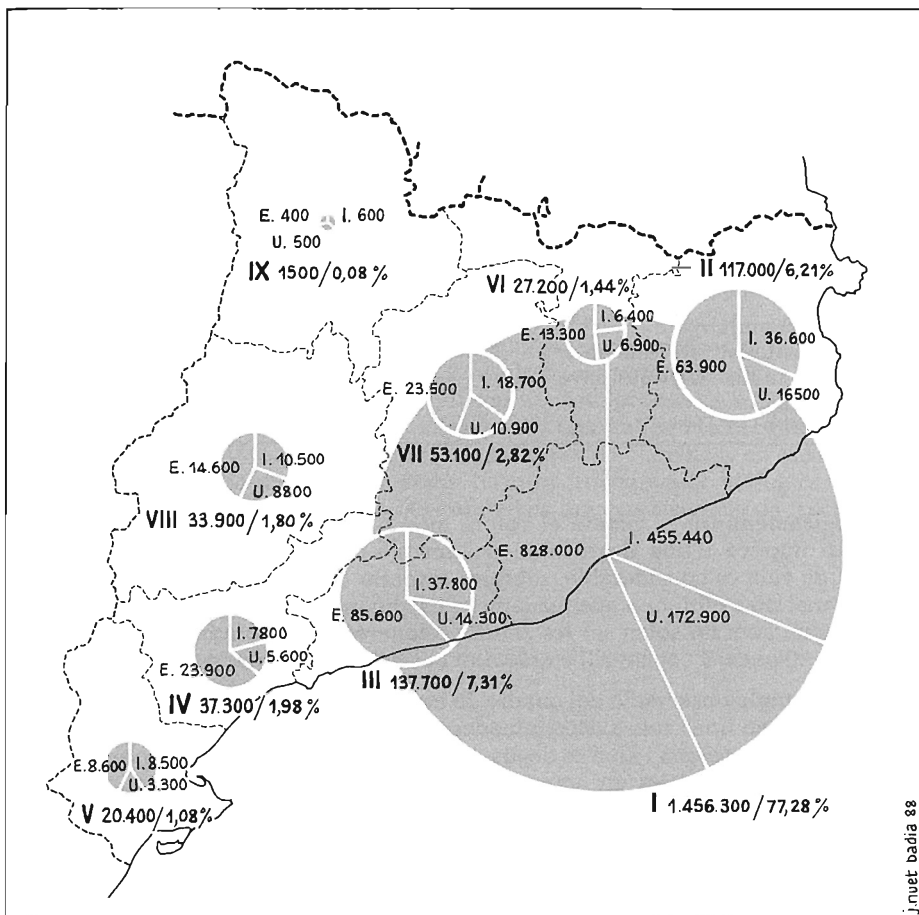 E. 400 I. 600
U. 500
IX 1500/0,08 %
II 117.000/6,21%
VI 27.200/1,44%
I. 6.400
E. 13.300 U. 6.900
I. 36.600
E. 63.900
U. 16500
E. 23.500 I. 18.700
U. 10.900
VII 53.100/2,82%
E. 14.600 I. 10.500
U. 8800
VIII 33.900/1,80%
E. 828.000 I. 455.440
U. 172.900
I. 37.800
E. 85.600 U. 14.300
III 137.700/7,31%
I. 7800
U. 5.600
E. 23.900
IV 37.300/1,98%
E. 8.600 I. 8.500
U. 3.300
V 20.400/1,08%
I 1.456.300/77,28%
j.nuet badia 88